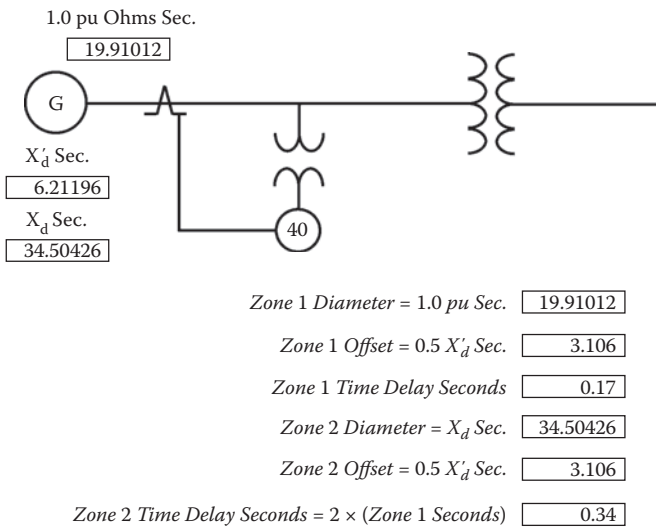 1.0 pu Ohms Sec.
19.91012
G
X′d Sec.
6.21196
Xd Sec.
34.50426
40
Zone 1 Diameter = 1.0 pu Sec. 19.91012
Zone 1 Offset = 0.5 X′d Sec. 3.106
Zone 1 Time Delay Seconds 0.17
Zone 2 Diameter = Xd Sec. 34.50426
Zone 2 Offset = 0.5 X′d Sec. 3.106
Zone 2 Time Delay Seconds = 2 × (Zone 1 Seconds) 0.34